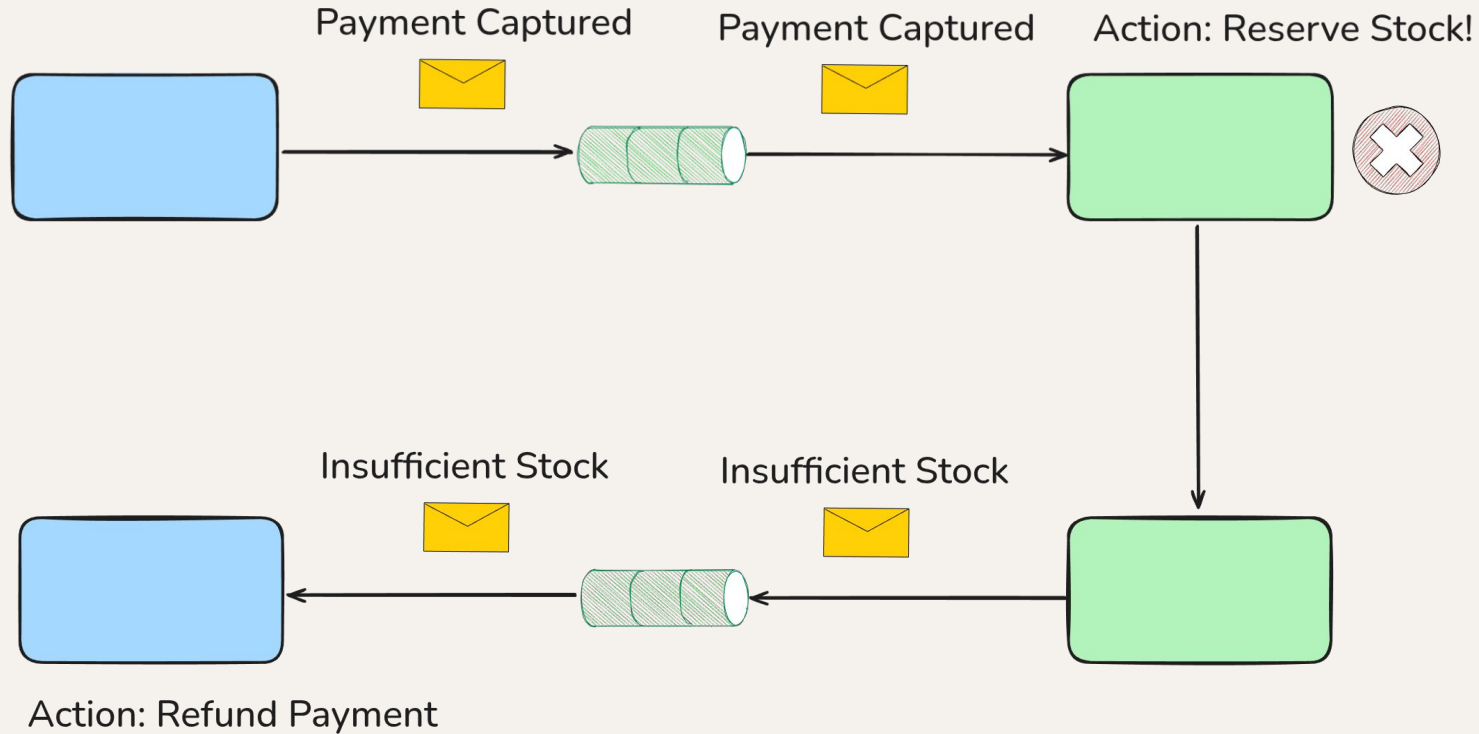 Payment Captured
Payment Captured
Action: Reserve Stock!
Insufficient Stock
Insufficient Stock
Action: Refund Payment